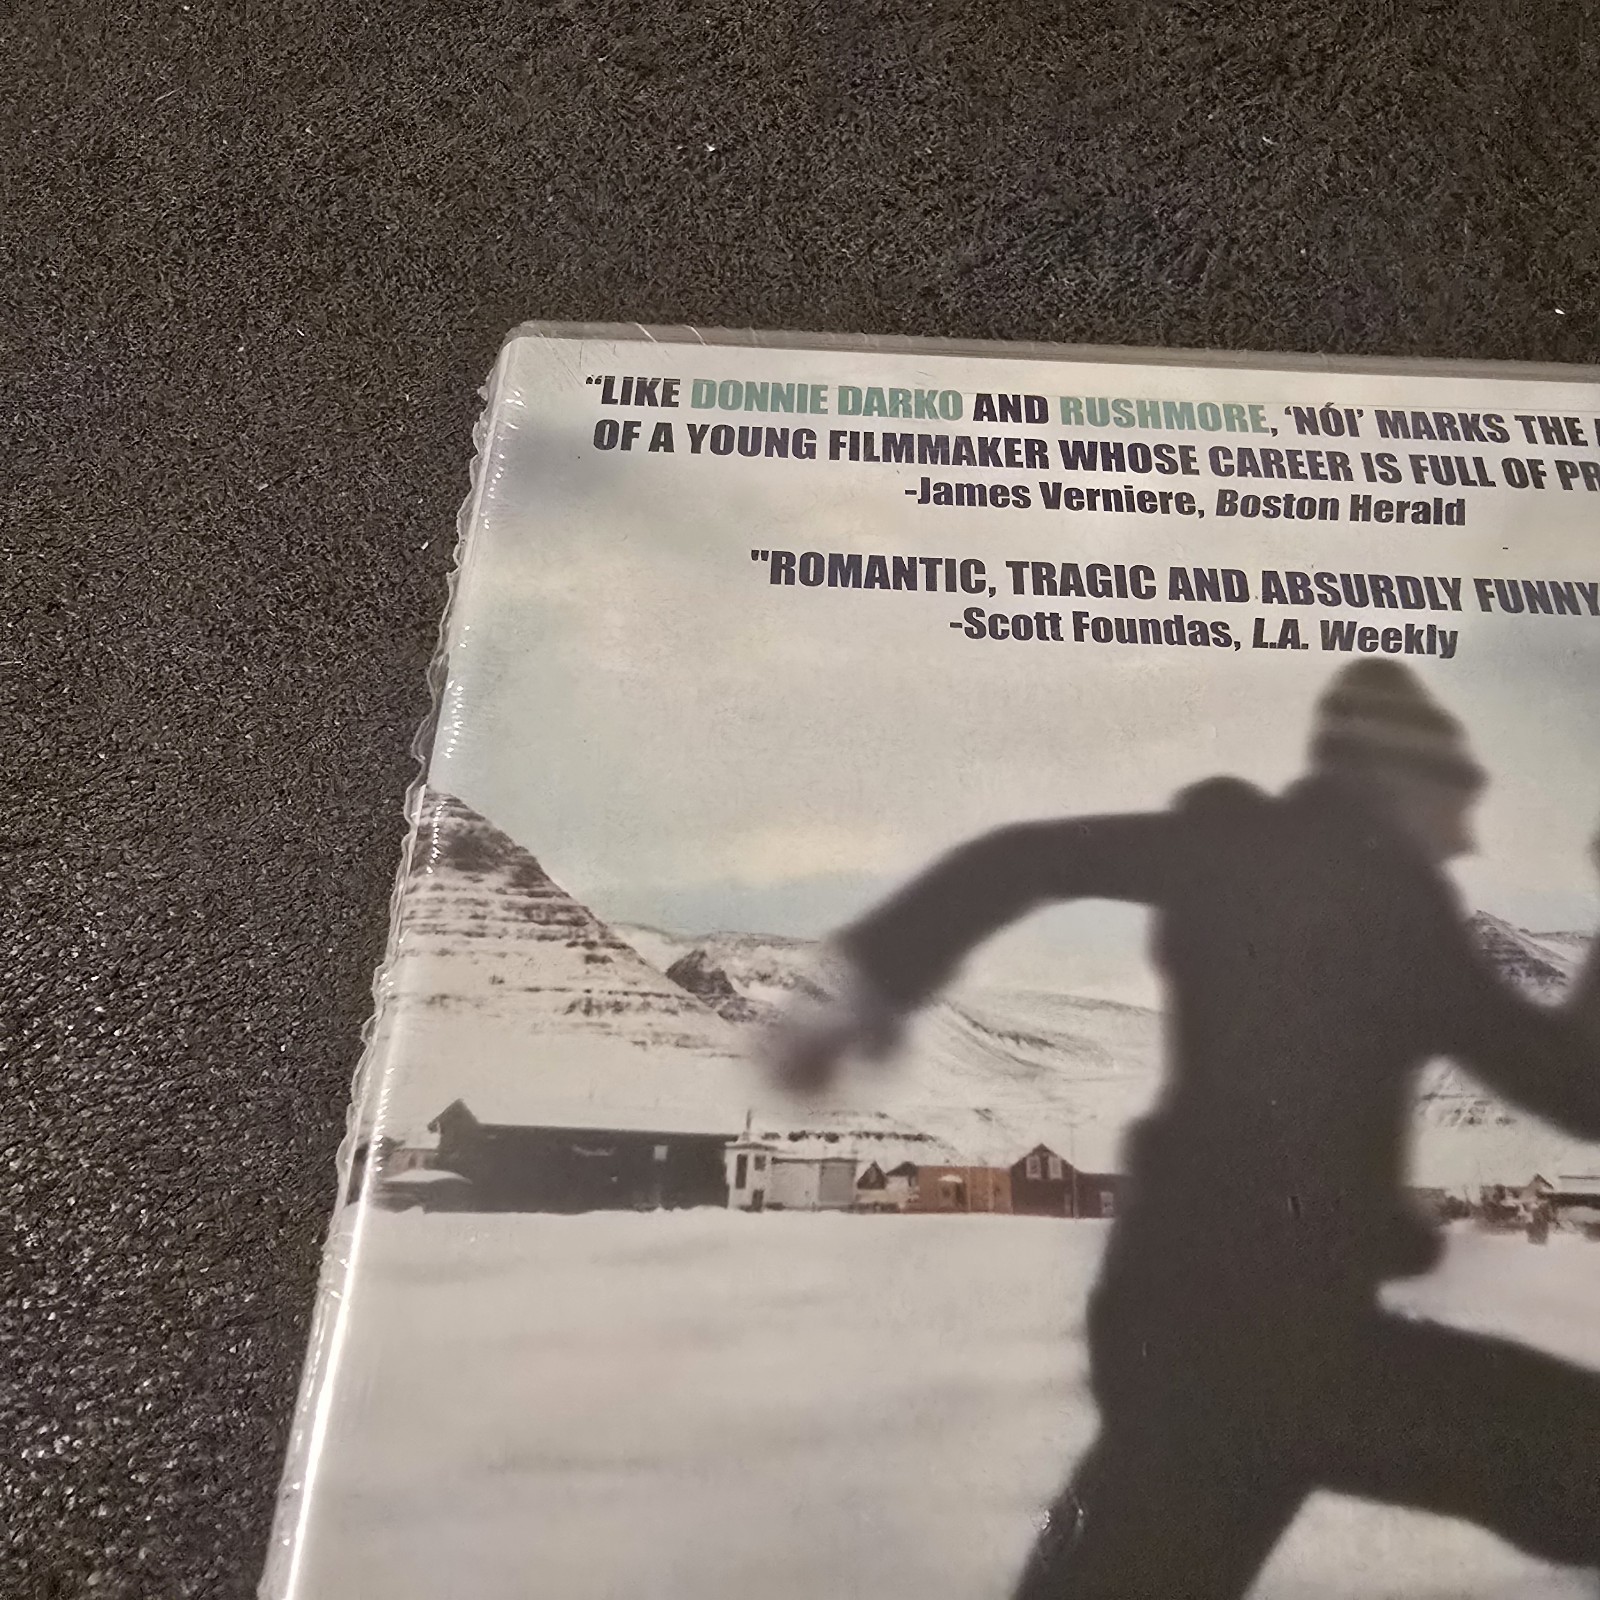 “LIKE DONNIE DARKO AND RUSHMORE, ‘NÓI’ MARKS THE
OF A YOUNG FILMMAKER WHOSE CAREER IS FULL OF
-James Verniere, Boston Herald
"ROMANTIC, TRAGIC AND ABSURDLY FUNNY
-Scott Foundas, L.A. Weekly